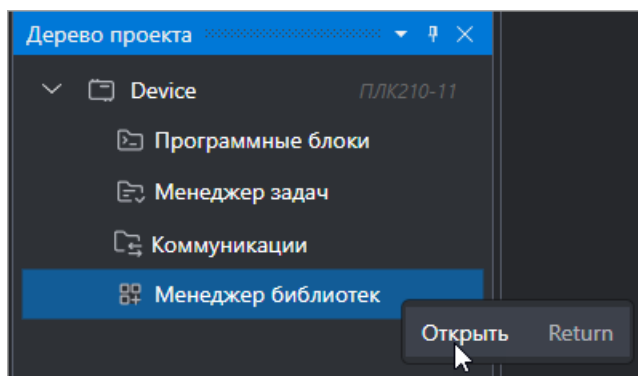 Дерево проекта
Device ПЛК210-11
Программные блоки
Менеджер задач
Коммуникации
Менеджер библиотек
Открыть Return